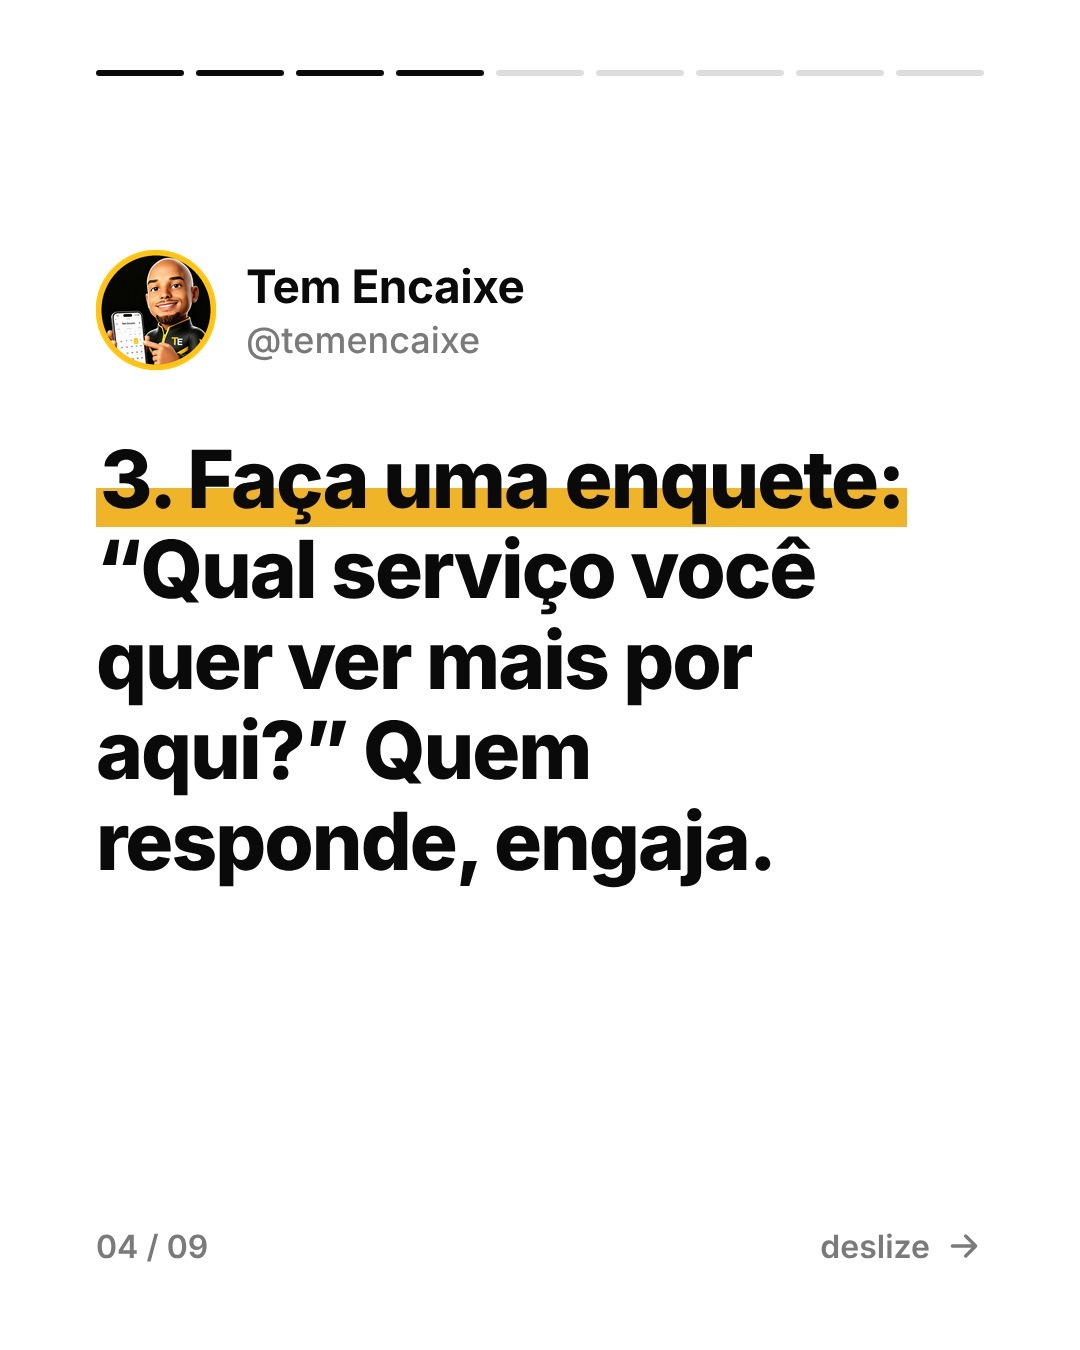 Tem Encaixe
@temencaixe
3. Faça uma enquete:
“Qual serviço você
quer ver mais por
aqui?” Quem
responde, engaja.
04 / 09
deslize →